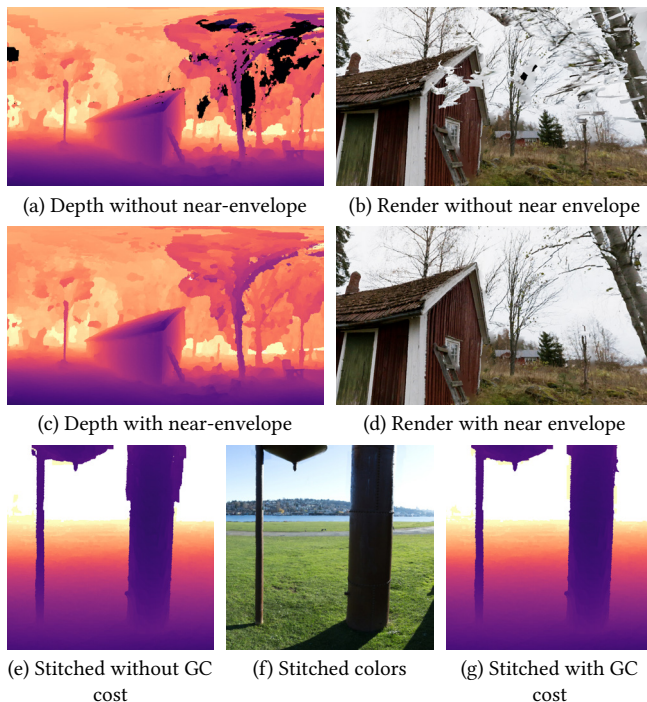 (a) Depth without near-envelope
(b) Render without near envelope
(c) Depth with near-envelope
(d) Render with near envelope
(e) Stitched without GC
cost
(f) Stitched colors
(g) Stitched with GC
cost